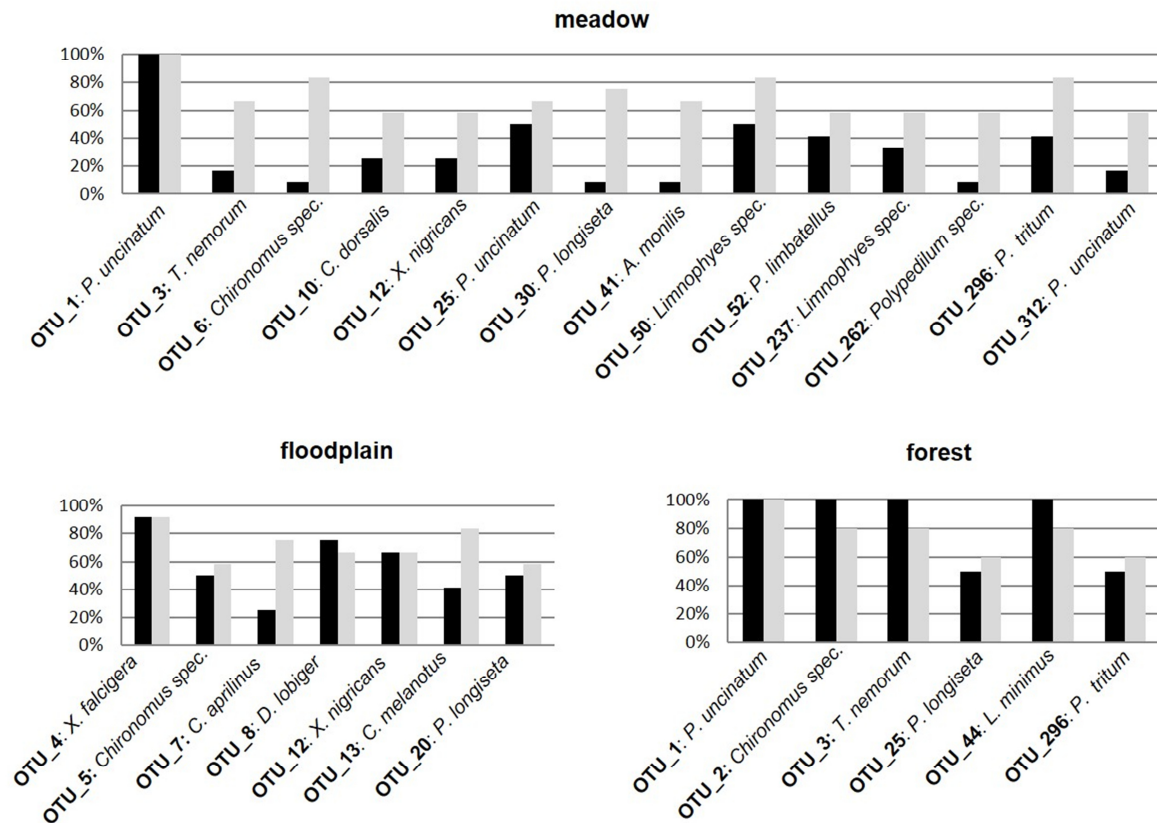 meadow
100%
80%
60%
40%
20%
0%
OTU_1: P. uncinatum
OTU_3: T. nemorum
OTU_6: Chironomus spec.
OTU_10: C. dorsalis
OTU_12: X. nigricans
OTU_25: P. uncinatum
OTU_30: P. longiseta
OTU_41: A. monilis
OTU_50: Limnophyes spec.
OTU_52: P. limbatellus
OTU_237: Limnophyes spec.
OTU_262: Polypedilum spec.
OTU_296: P. tritum
OTU_312: P. uncinatum
floodplain
100%
80%
60%
40%
20%
0%
OTU_4: X. falcigera
OTU_5: Chironomus spec.
OTU_7: C. aprilinus
OTU_8: D. lobiger
OTU_12: X. nigricans
OTU_13: C. melanotus
OTU_20: P. longiseta
forest
100%
80%
60%
40%
20%
0%
OTU_1: P. uncinatum
OTU_2: Chironomus spec.
OTU_3: T. nemorum
OTU_25: P. longiseta
OTU_44: L. minimus
OTU_296: P. tritum